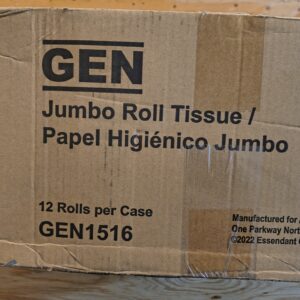 GEN
Jumbo Roll Tissue /
Papel Higiénico Jumbo
12 Rolls per Case
GEN1516
Manufactured for
One Parkway North
©2022 Essendant